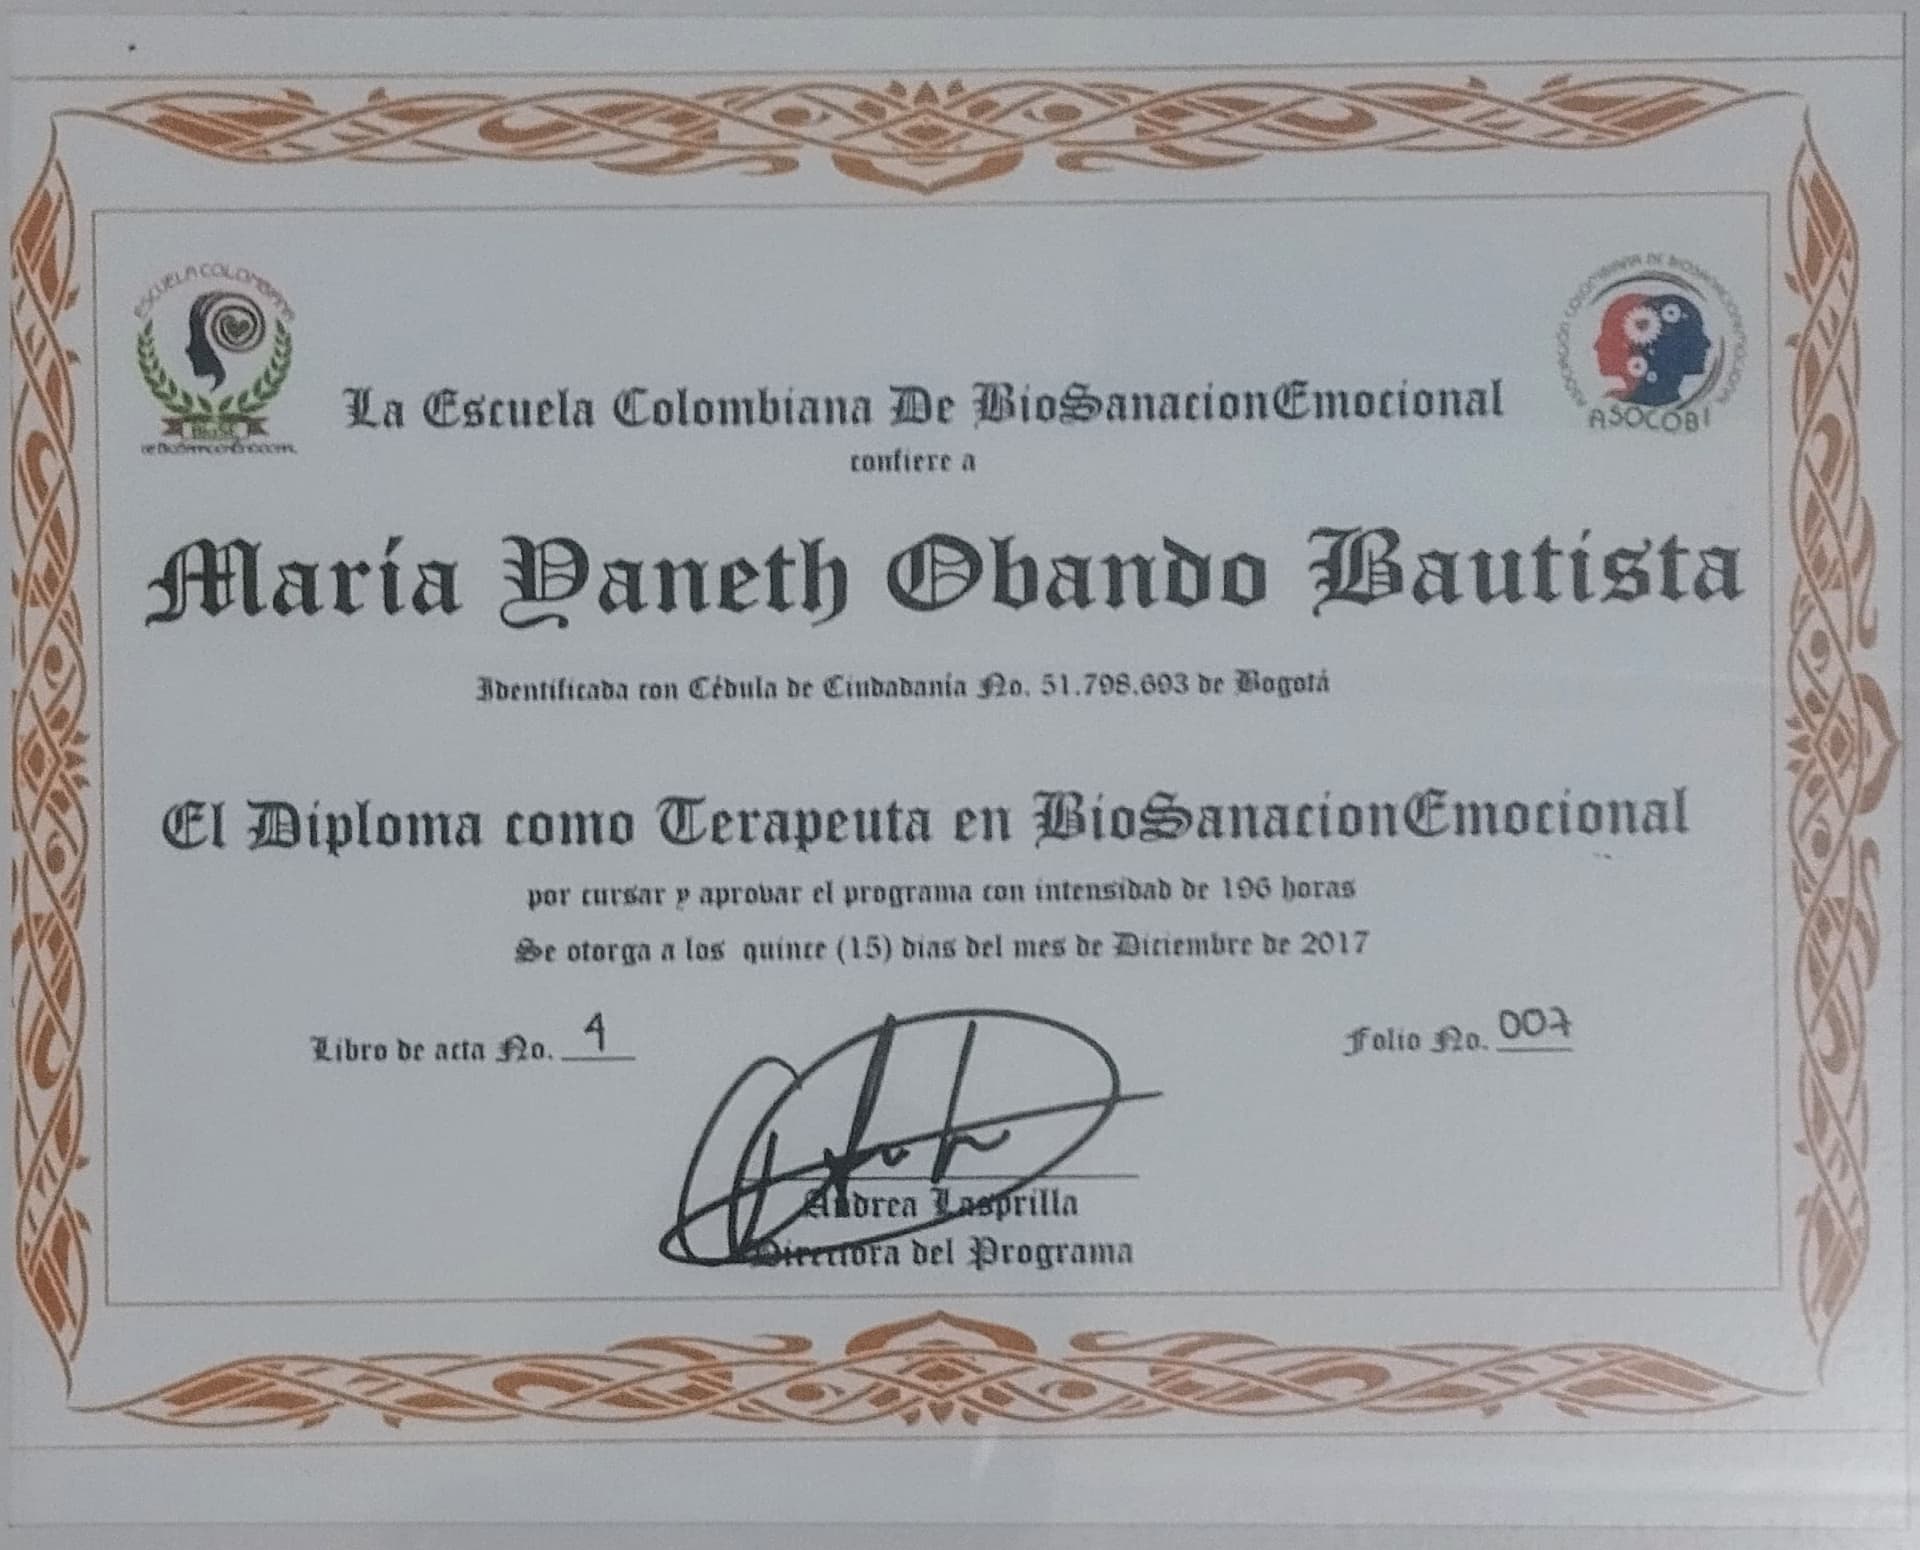 ESCUELA COLOMBIANA
ASOCOBI
La Escuela Colombiana De BioSanacionEmocional
confiere a
María Yaneth Obando Bautista
Identificada con Cédula de Ciudadanía No. 51.798.693 de Bogotá
El Diploma como Terapeuta en BioSanacionEmocional
por cursar y aprobar el programa con intensidad de 196 horas
Se otorga a los quince (15) dias del mes de Diciembre de 2017
Libro de acta No. 1
Folio No. 007
Andrea Lasprilla
Directora del Programa